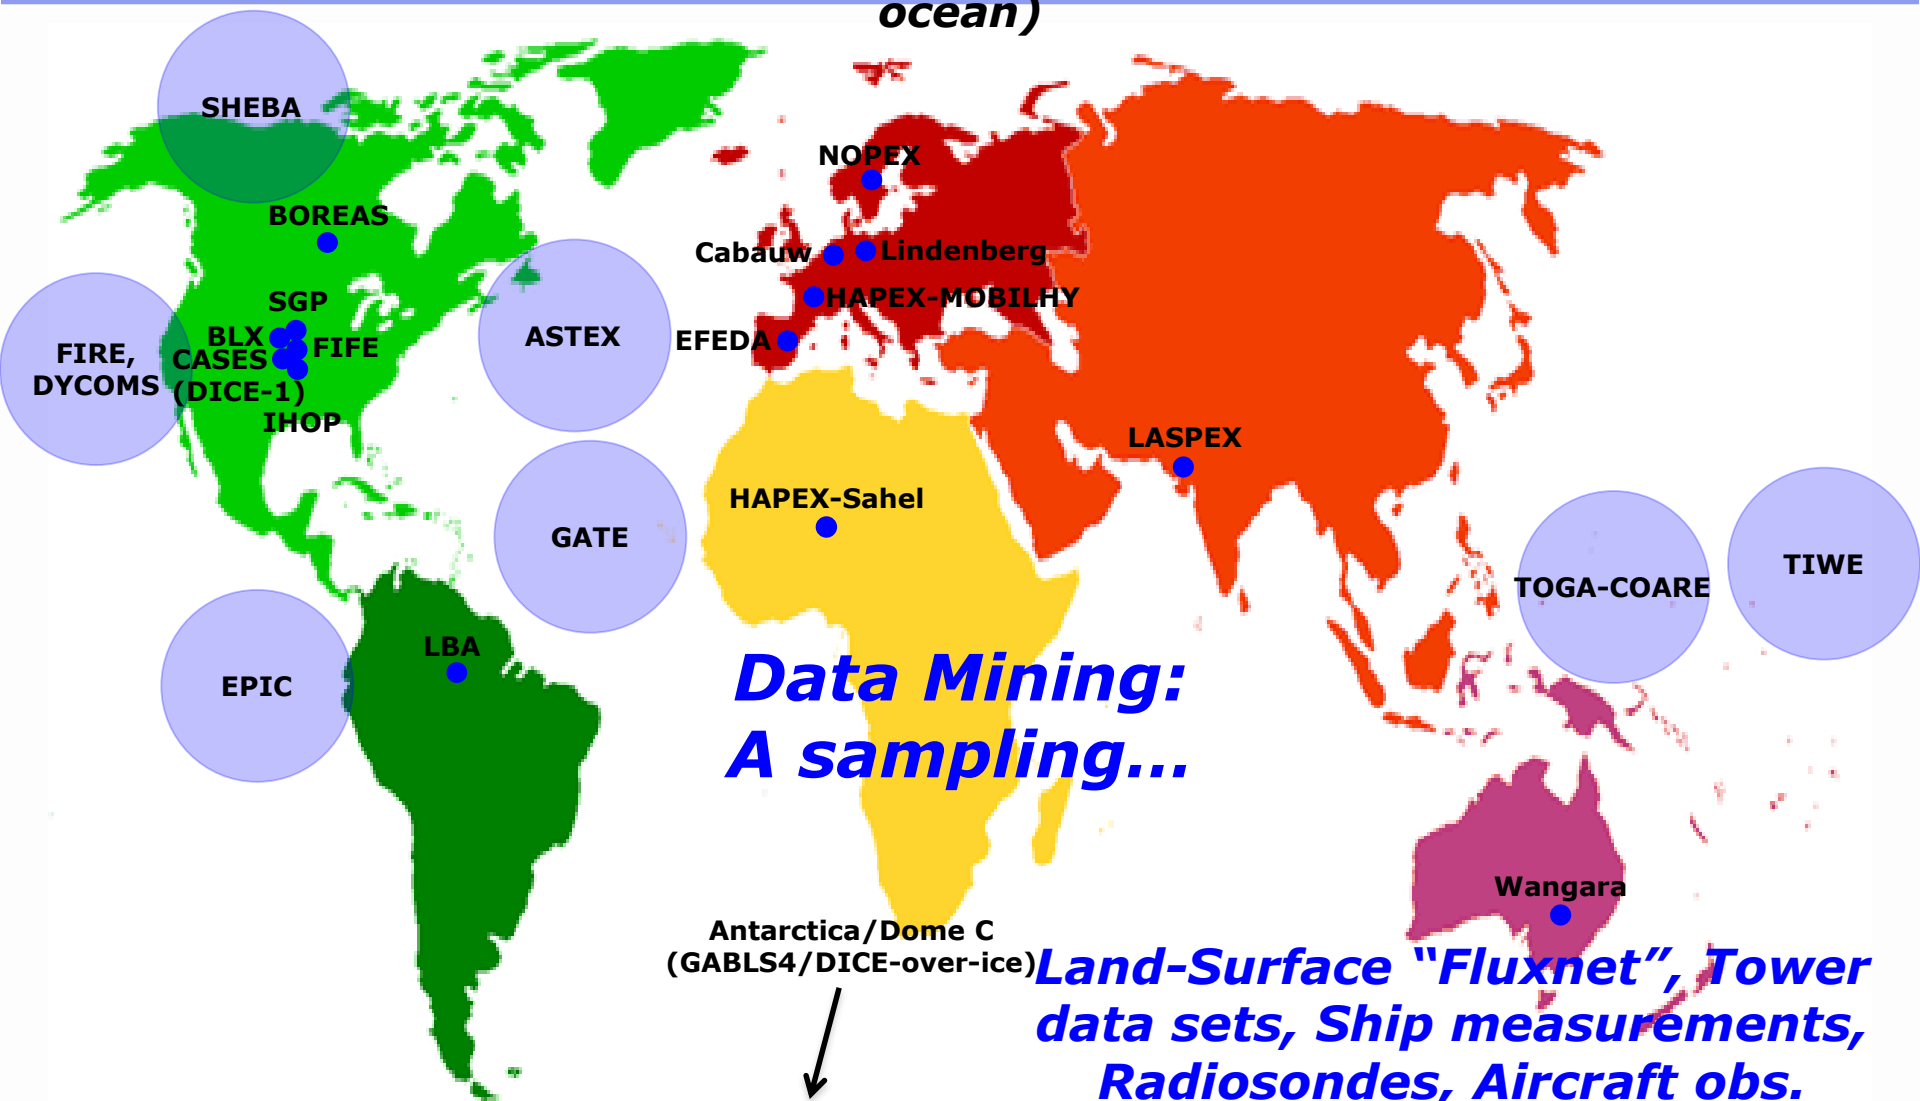 ocean)
SHEBA
NOPEX
BOREAS
Cabauw
Lindenberg
SGP
HAPEX-MOBILHY
BLX
FIFE
ASTEX
EFEDA
FIRE,
DYCOMS
CASES
(DICE-1)
IHOP
LASPEX
HAPEX-Sahel
GATE
TIWE
TOGA-COARE
LBA
EPIC
Data Mining:
A sampling...
Wangara
Antarctica/Dome C
(GABLS4/DICE-over-ice)
Land-Surface “Fluxnet”, Tower
data sets, Ship measurements,
Radiosondes, Aircraft obs.